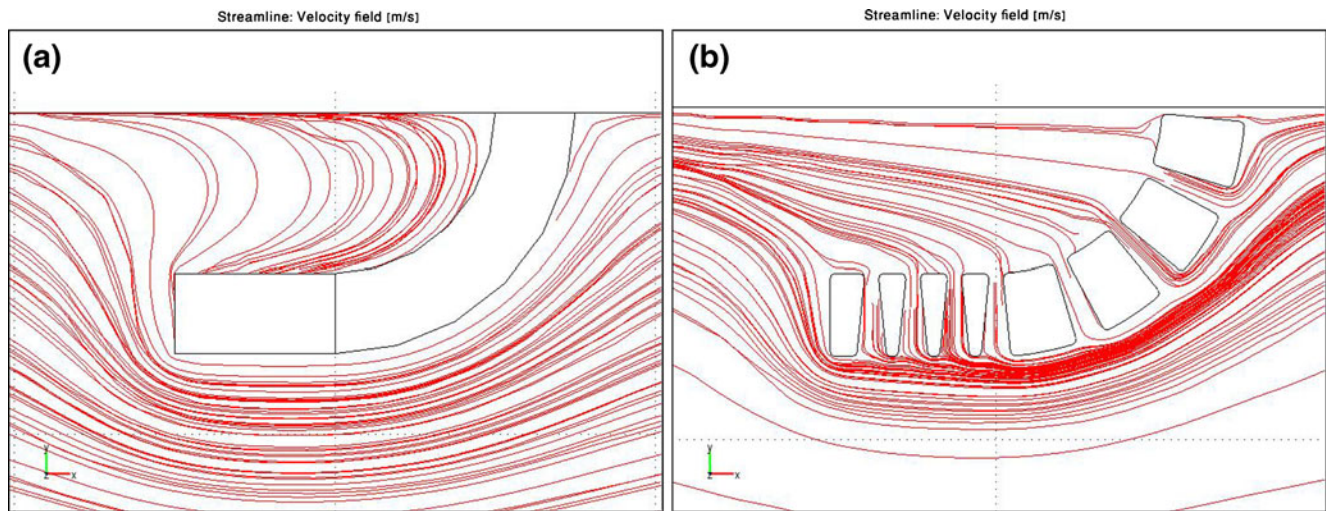 Streamline: Velocity field [m/s]
Streamline: Velocity field [m/s]
(a)
(b)
y
z x
y
z x